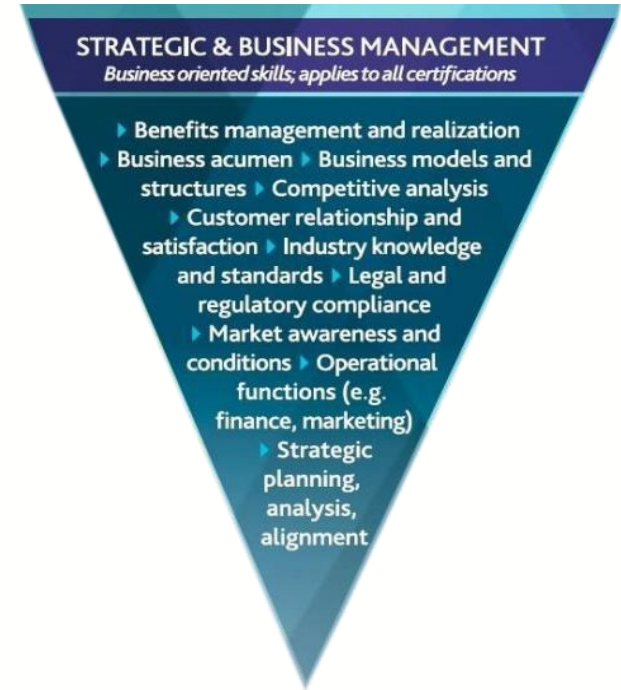 STRATEGIC & BUSINESS MANAGEMENT
Business oriented skills; applies to all certifications
Benefits management and realization
Business acumen Business models and
structures Competitive analysis
Customer relationship and
satisfaction Industry knowledge
and standards Legal and
regulatory compliance
Market awareness and
conditions Operational
functions (e.g.
finance, marketing)
Strategic
planning,
analysis,
alignment